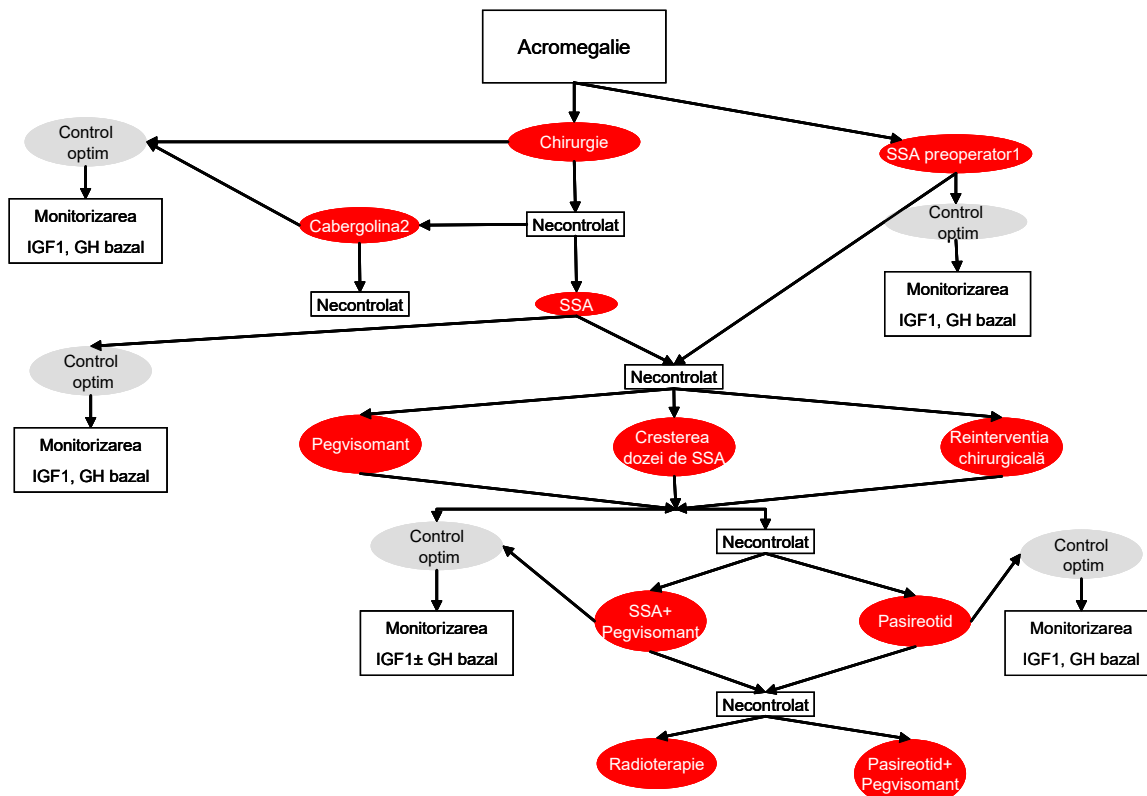 Acromegalie
Control
optim
Chirurgie
SSA preoperator1
Monitorizarea
IGF1, GH bazal
Cabergolina2
Necontrolat
Control
optim
Necontrolat
SSA
Monitorizarea
IGF1, GH bazal
Control
optim
Necontrolat
Monitorizarea
IGF1, GH bazal
Pegvisomant
Cresterea
dozei de SSA
Reinterventia
chirurgicală
Control
optim
Necontrolat
Control
optim
Monitorizarea
IGF1± GH bazal
SSA+
Pegvisomant
Pasireotid
Monitorizarea
IGF1, GH bazal
Necontrolat
Radioterapie
Pasireotid+
Pegvisomant